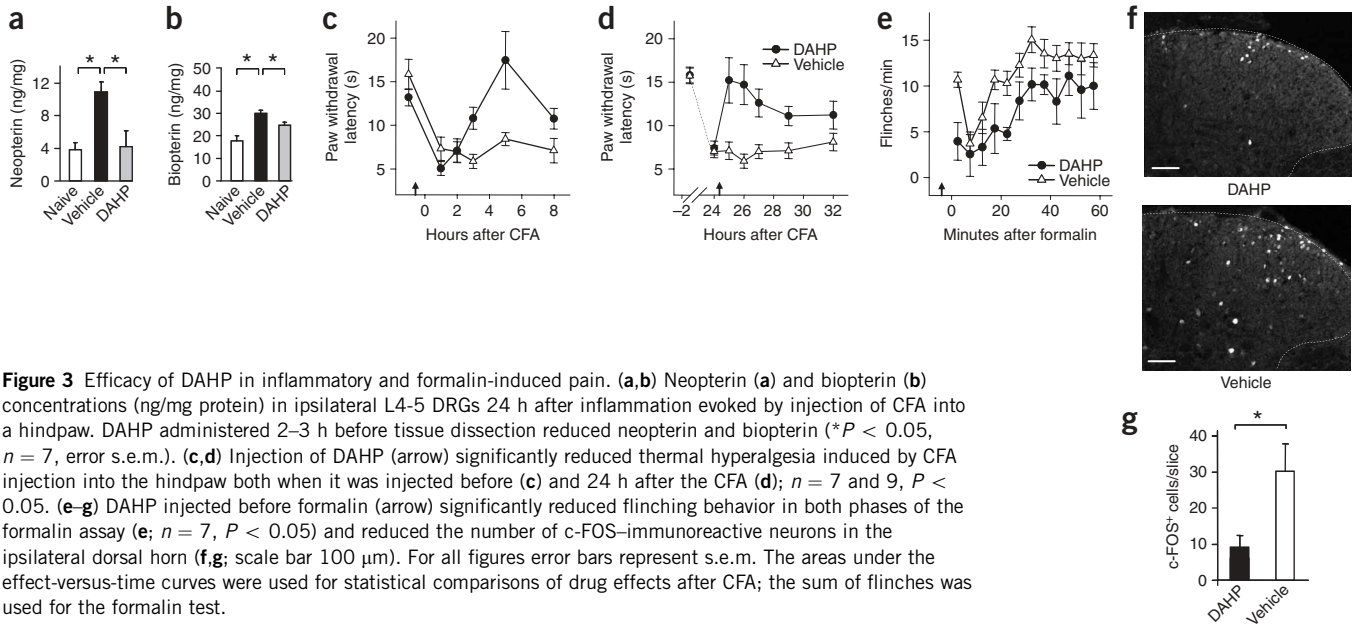 a
*
*
Neopterin (ng/mg)
12
8
4
0
Naive
Vehicle
DAHP
b
*
*
Biopterin (ng/mg)
50
40
30
20
10
0
Naive
Vehicle
DAHP
c
Paw withdrawal
latency (s)
20
15
10
5
0
2
4
6
8
Hours after CFA
d
Paw withdrawal
latency (s)
20
15
10
5
DAHP
Vehicle
–2
24
26
28
30
32
Hours after CFA
e
Flinches/min
15
10
5
0
DAHP
Vehicle
0
20
40
60
Minutes after formalin
f
DAHP
Vehicle
g
*
c-FOS+ cells/slice
40
30
20
10
0
DAHP
Vehicle
Figure 3 Efficacy of DAHP in inflammatory and formalin-induced pain. (a,b) Neopterin (a) and biopterin (b)
concentrations (ng/mg protein) in ipsilateral L4-5 DRGs 24 h after inflammation evoked by injection of CFA into
a hindpaw. DAHP administered 2–3 h before tissue dissection reduced neopterin and biopterin (*P < 0.05,
n = 7, error s.e.m.). (c,d) Injection of DAHP (arrow) significantly reduced thermal hyperalgesia induced by CFA
injection into the hindpaw both when it was injected before (c) and 24 h after the CFA (d); n = 7 and 9, P <
0.05. (e–g) DAHP injected before formalin (arrow) significantly reduced flinching behavior in both phases of the
formalin assay (e; n = 7, P < 0.05) and reduced the number of c-FOS–immunoreactive neurons in the
ipsilateral dorsal horn (f,g; scale bar 100 μm). For all figures error bars represent s.e.m. The areas under the
effect-versus-time curves were used for statistical comparisons of drug effects after CFA; the sum of flinches was
used for the formalin test.